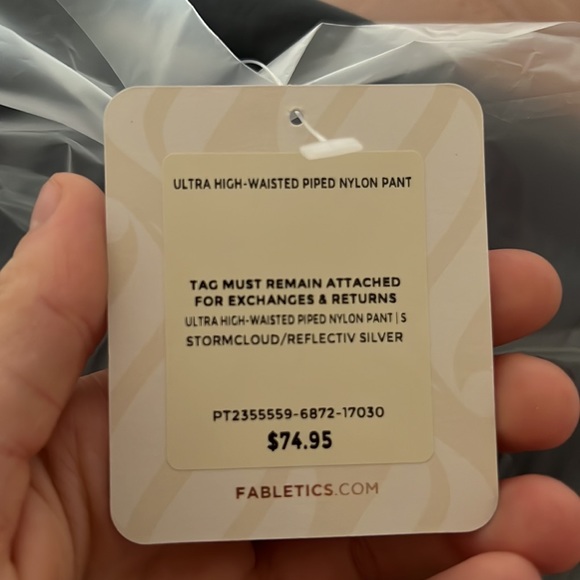 ULTRA HIGH-WAISTED PIPED NYLON PANT
TAG MUST REMAIN ATTACHED
FOR EXCHANGES & RETURNS
ULTRA HIGH-WAISTED PIPED NYLON PANT | S
STORMCLOUD/REFLECTIV SILVER
PT2355559-6872-17030
$74.95
FABLETICS.COM